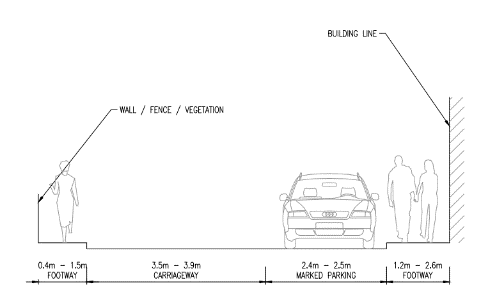 BUILDING LINE
WALL / FENCE / VEGETATION
0.4m - 1.5m
FOOTWAY
3.5m - 3.9m
CARRIAGEWAY
2.4m - 2.5m
MARKED PARKING
1.2m - 2.6m
FOOTWAY